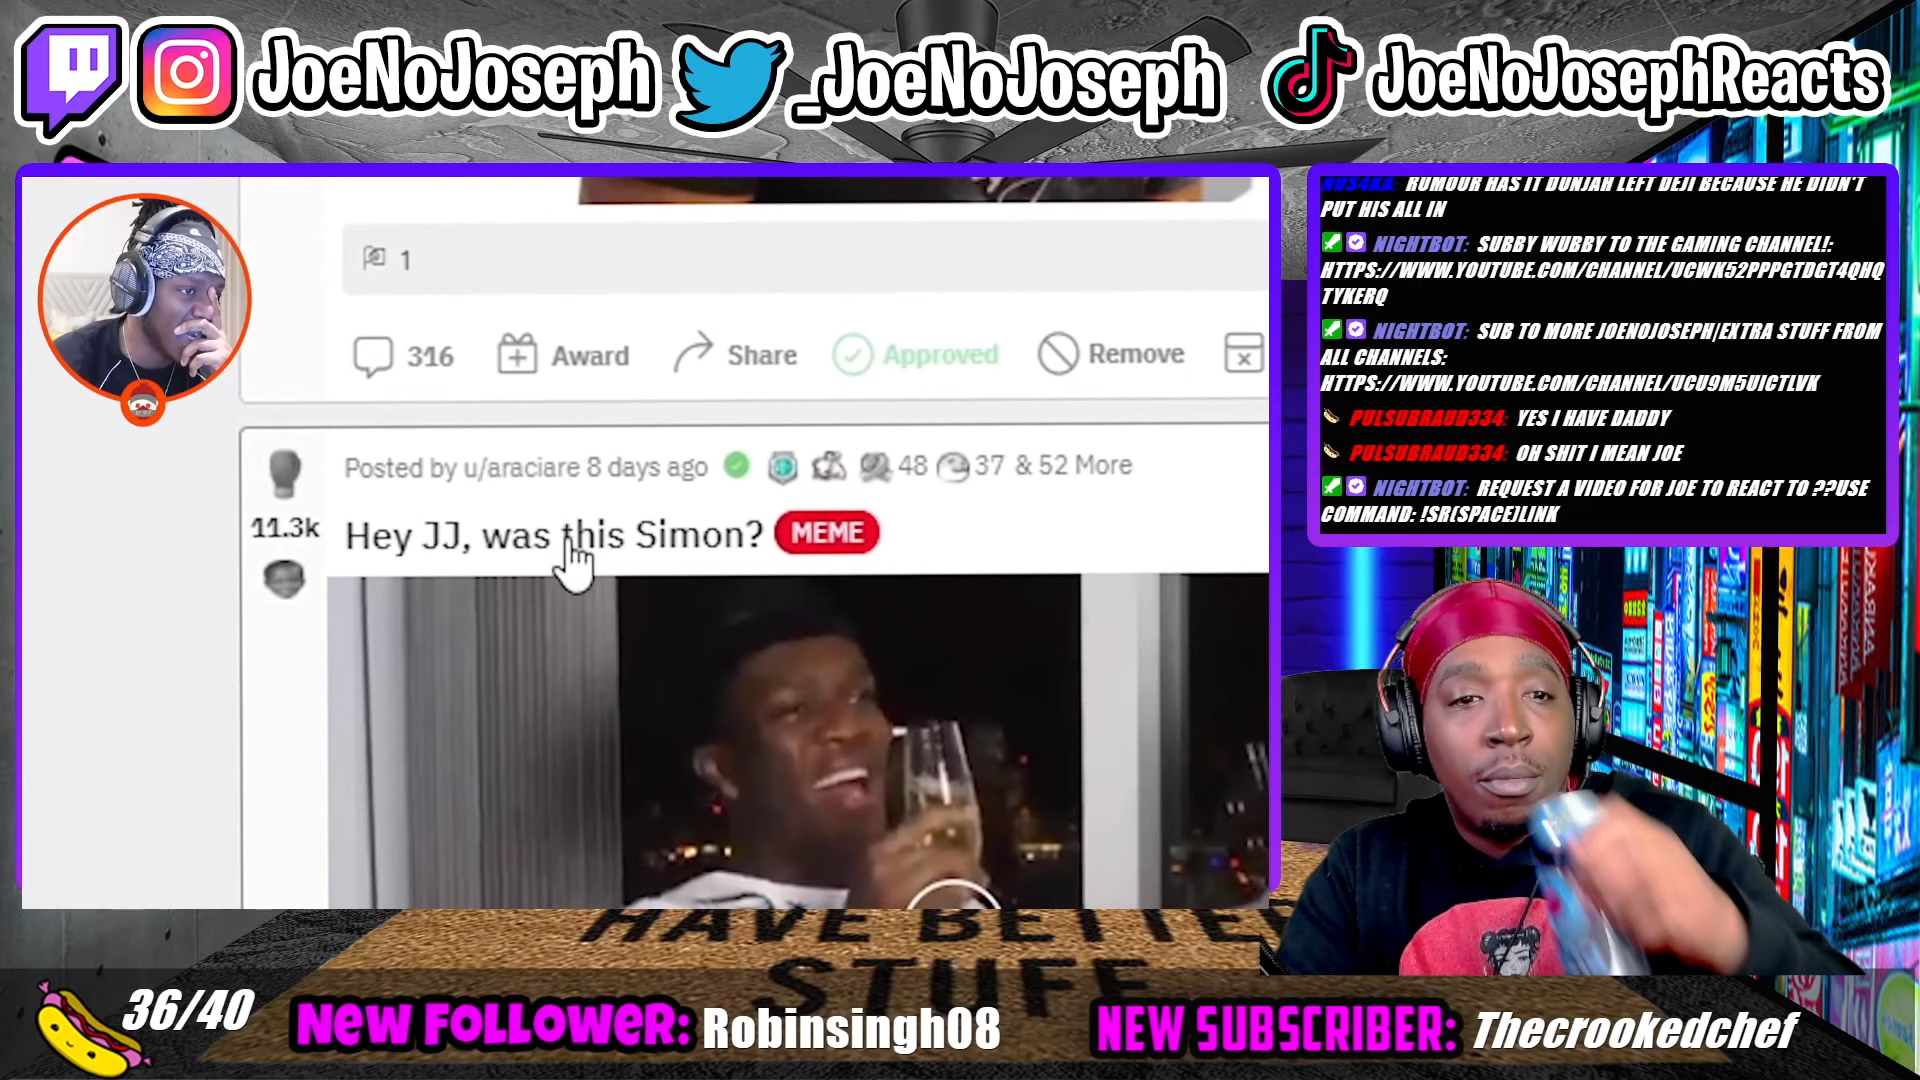 JoeNoJoseph
_JoeNoJoseph
JoeNoJosephReacts
1
316 Award Share Approved Remove
Posted by u/araciare 8 days ago 48 37 & 52 More
11.3k
Hey JJ, was this Simon? MEME
NOS4KA: RUMOUR HAS IT DUNJAH LEFT DEJI BECAUSE HE DIDN'T
PUT HIS ALL IN
NIGHTBOT: SUBBY WUBBY TO THE GAMING CHANNEL!:
HTTPS://WWW.YOUTUBE.COM/CHANNEL/UCWK52PPPGTDGT4QHQ
TYKERQ
NIGHTBOT: SUB TO MORE JOENOJOSEPH|EXTRA STUFF FROM
ALL CHANNELS:
HTTPS://WWW.YOUTUBE.COM/CHANNEL/UCU9M5UICTLVK
PULSUBRAUD334: YES I HAVE DADDY
PULSUBRAUD334: OH SHIT I MEAN JOE
NIGHTBOT: REQUEST A VIDEO FOR JOE TO REACT TO ??USE
COMMAND: !SR(SPACE)LINK
HAVE BETTER
STUFF
36/40
NEW FOLLOWER: Robinsingh08
NEW SUBSCRIBER: Thecrookedchef